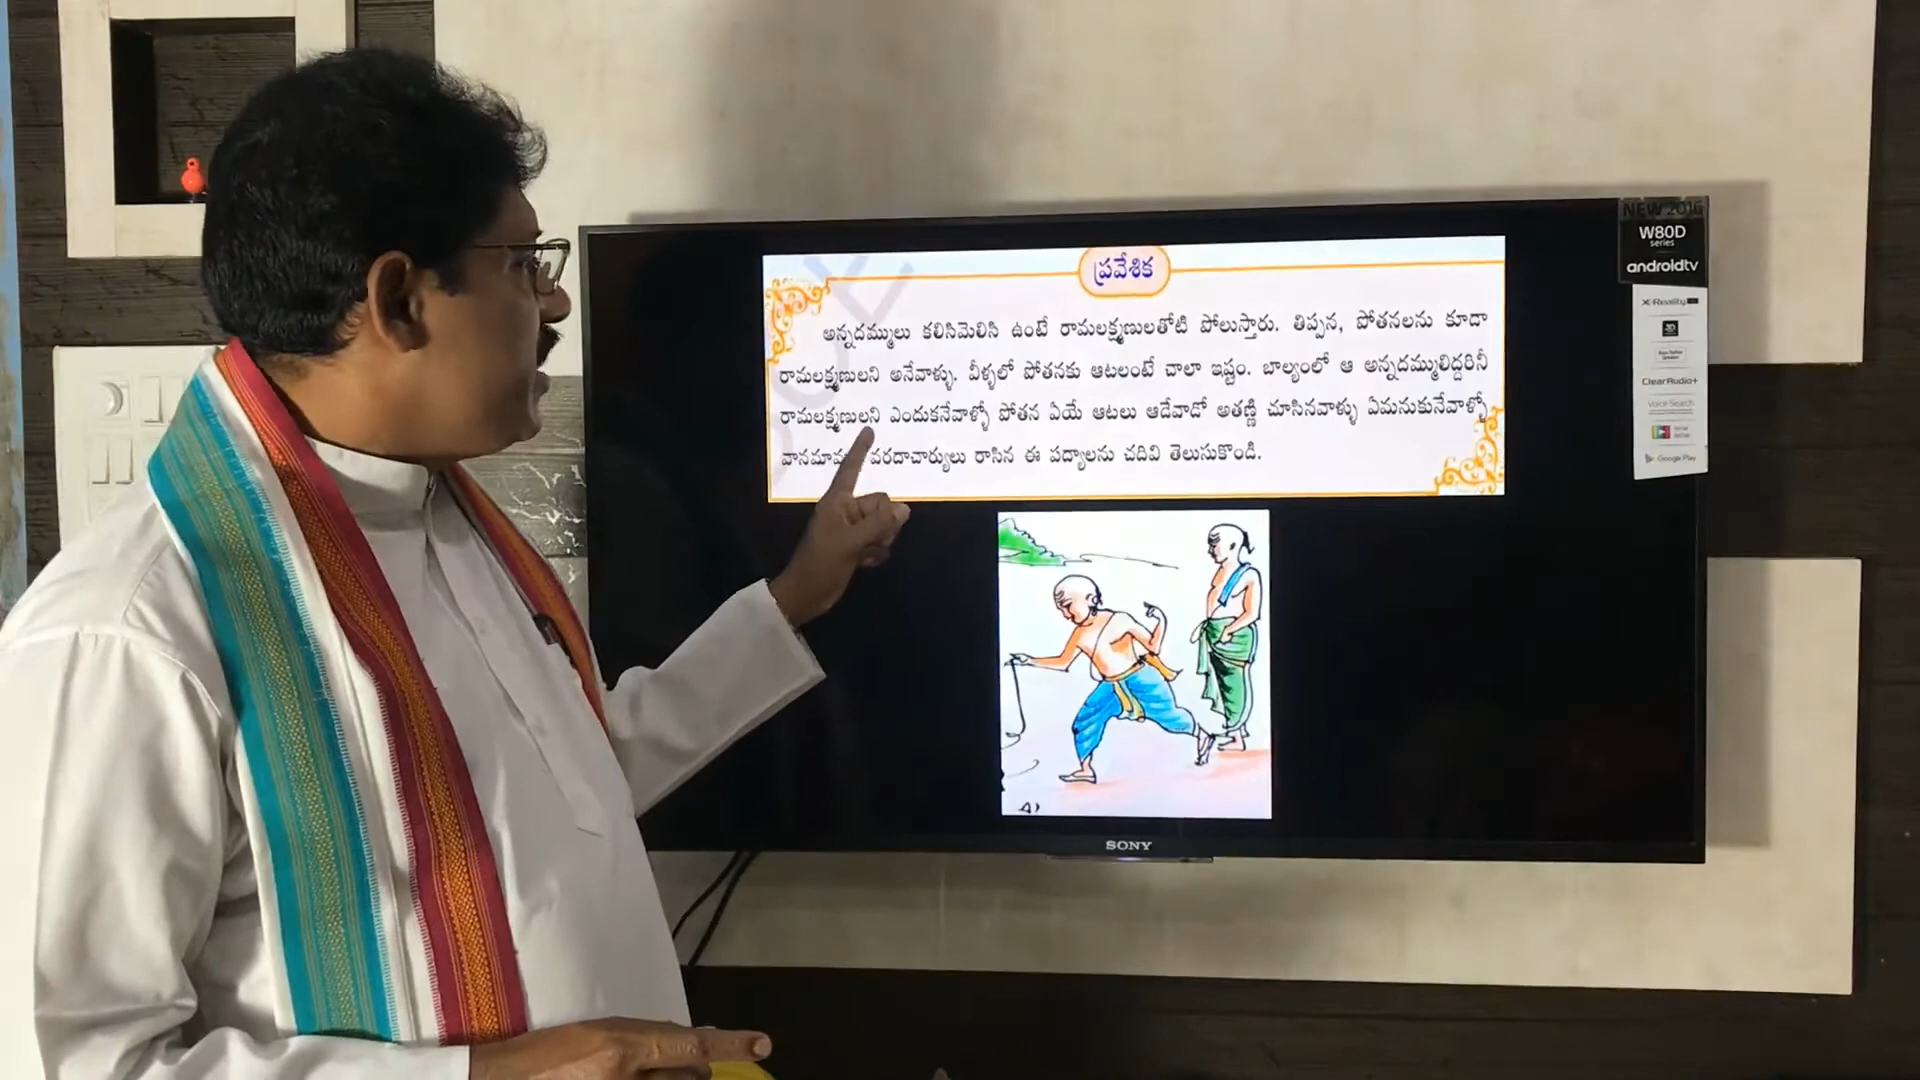 ప్రవేశిక
అన్నదమ్ములు కలిసిమెలిసి ఉంటే రామలక్ష్మణులతోటి పోలుస్తారు. తిప్పన, పోతనలను కూడా
రామలక్ష్మణులని అనేవాళ్ళు. వీళ్ళలో పోతనకు ఆటలంటే చాలా ఇష్టం. బాల్యంలో ఆ అన్నదమ్ములిద్దరినీ
రామలక్ష్మణులని ఎందుకనేవాళ్ళో పోతన ఏయే ఆటలు ఆడేవాడో అతణ్ణి చూసినవాళ్ళు ఏమనుకునేవాళ్ళో
వరదాచార్యులు రాసిన ఈ పద్యాలను చదివి తెలుసుకొండి.
NEW 2016
W80D
series
androidtv
X-Reality
ClearAudio+
Voice Search
Google Play
SONY